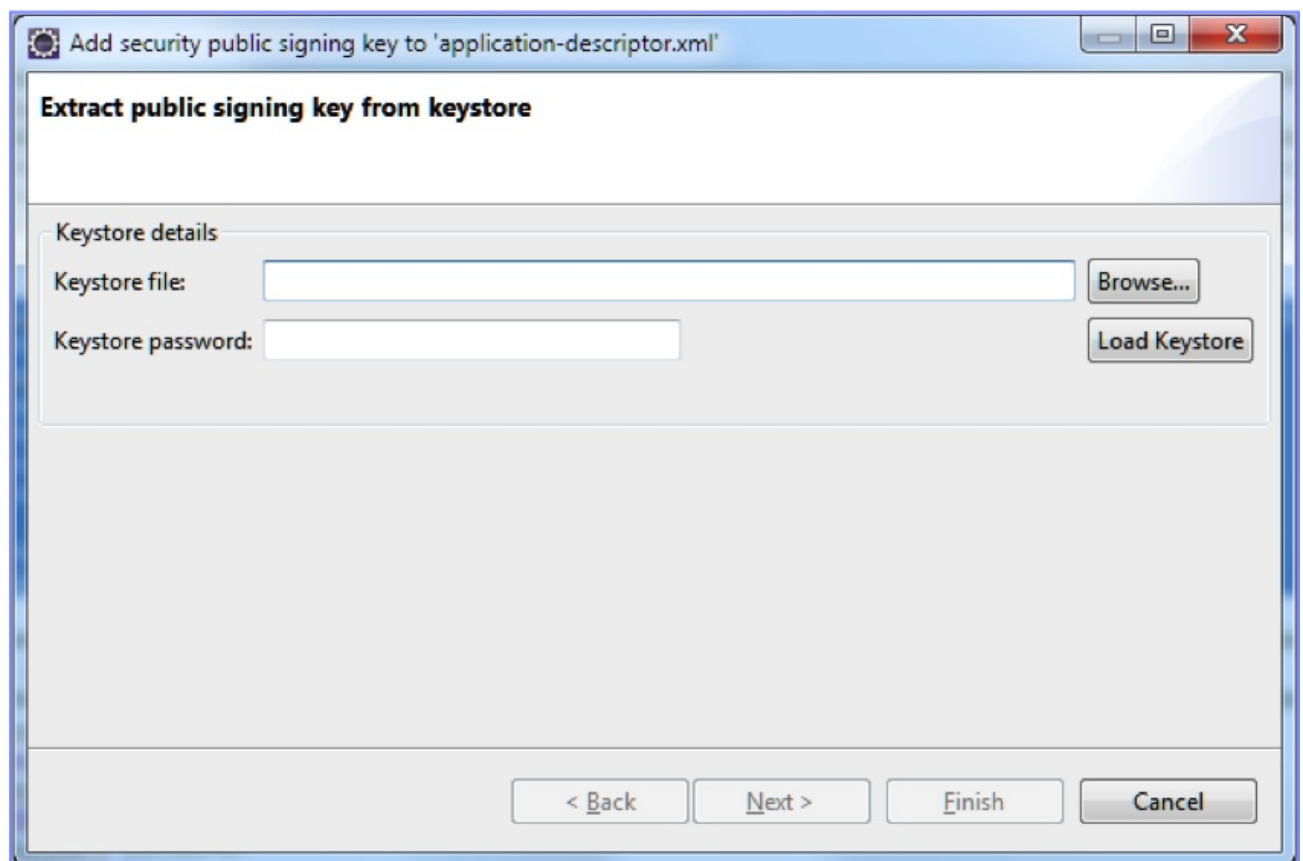 Add security public signing key to 'application-descriptor.xml'
Extract public signing key from keystore
Keystore details
Keystore file:
Browse...
Keystore password:
Load Keystore
< Back
Next >
Finish
Cancel